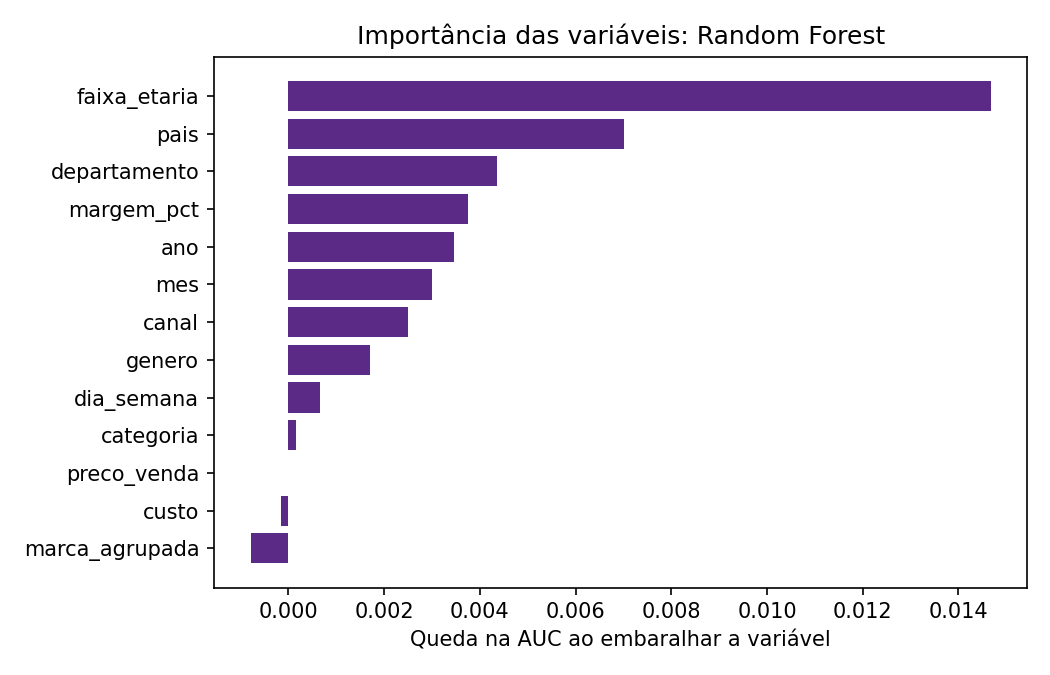 Importância das variáveis: Random Forest
faixa_etaria
pais
departamento
margem_pct
ano
mes
canal
genero
dia_semana
categoria
preco_venda
custo
marca_agrupada
0.000 0.002 0.004 0.006 0.008 0.010 0.012 0.014
Queda na AUC ao embaralhar a variável